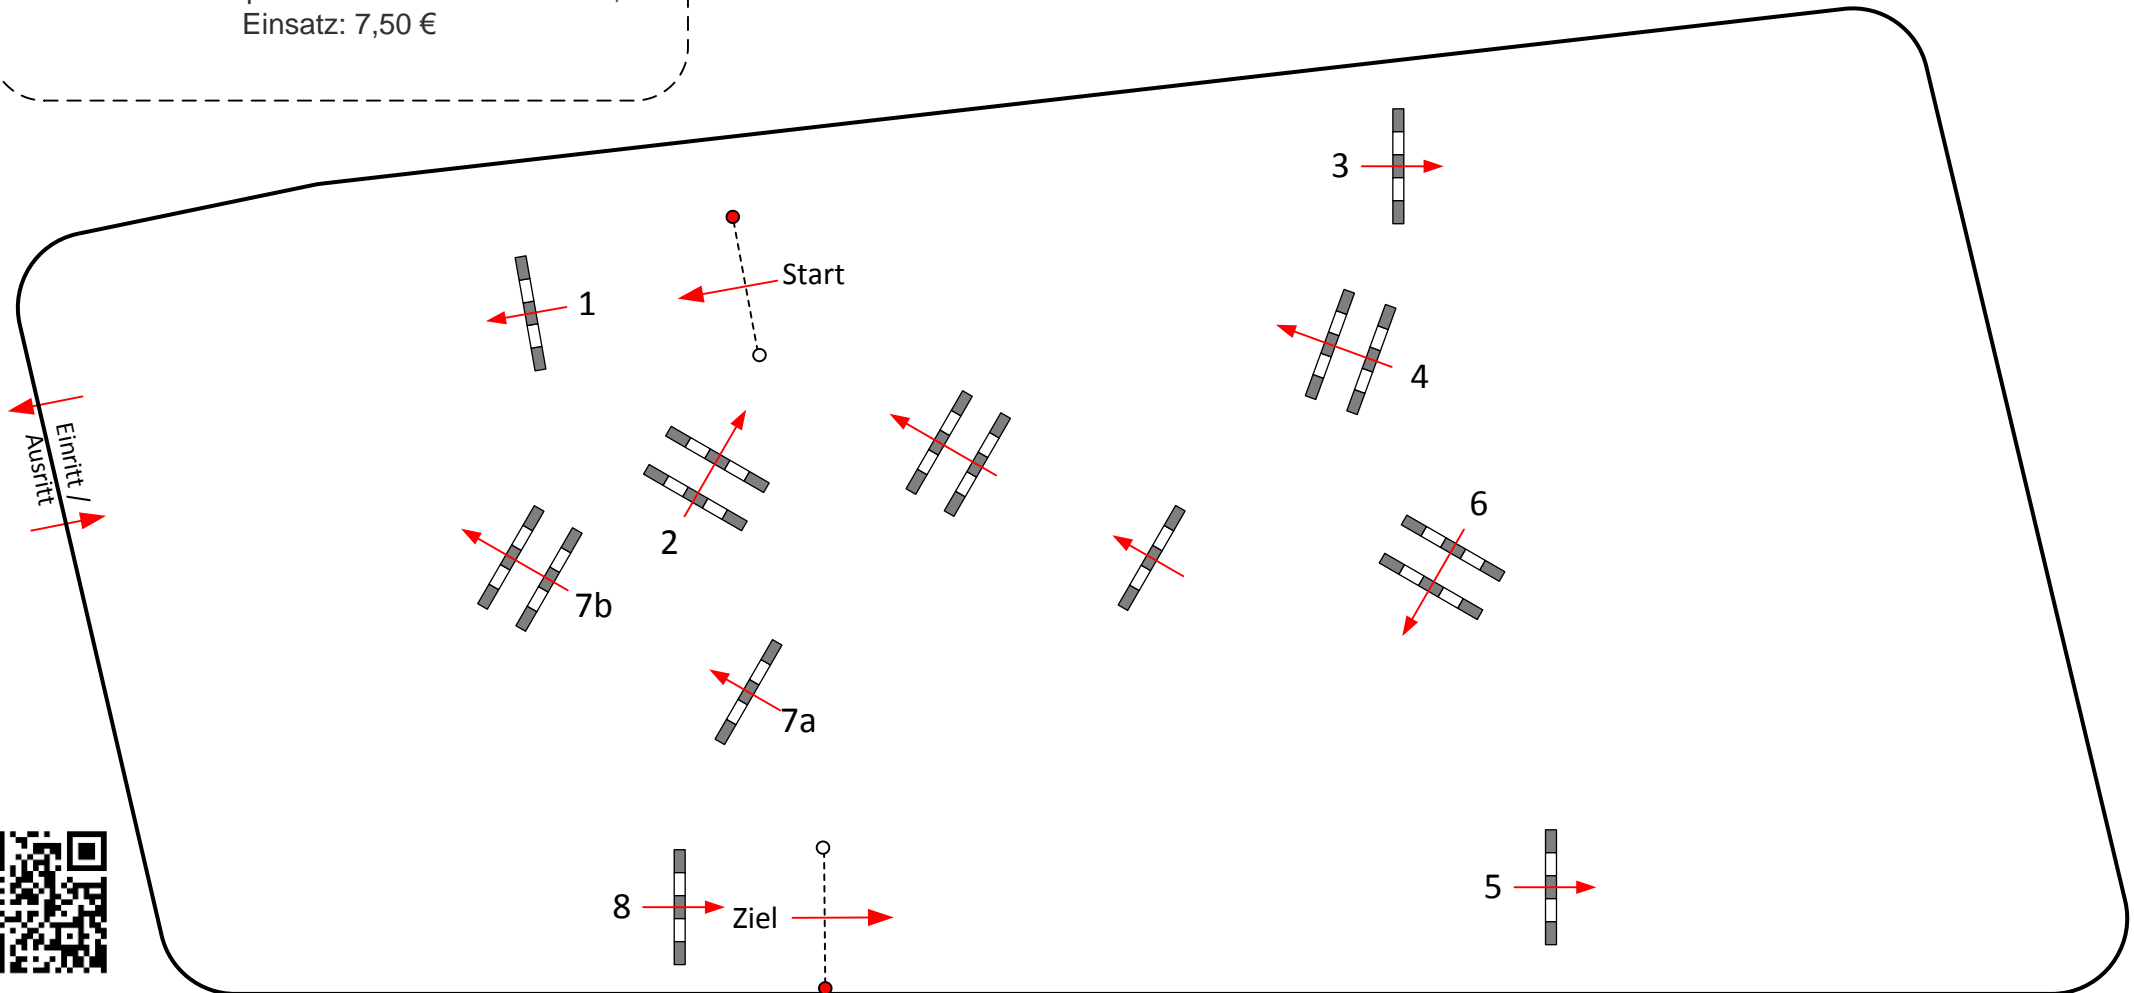 Einsatz: 7,50 €
3
Start
1
4
Einritt /
Ausritt
6
2
7b
7a
5
8
Ziel